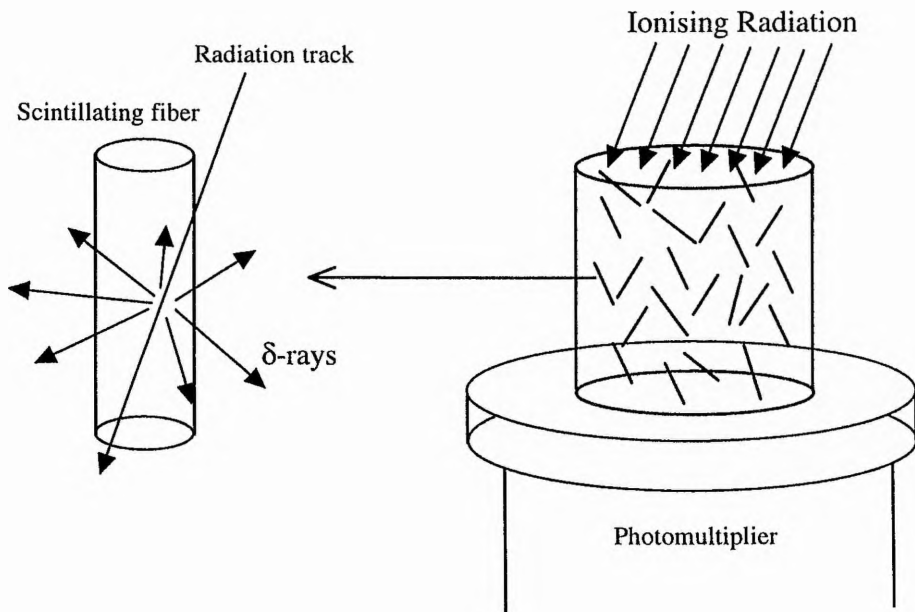 Ionising Radiation
Radiation track
Scintillating fiber
δ-rays
Photomultiplier